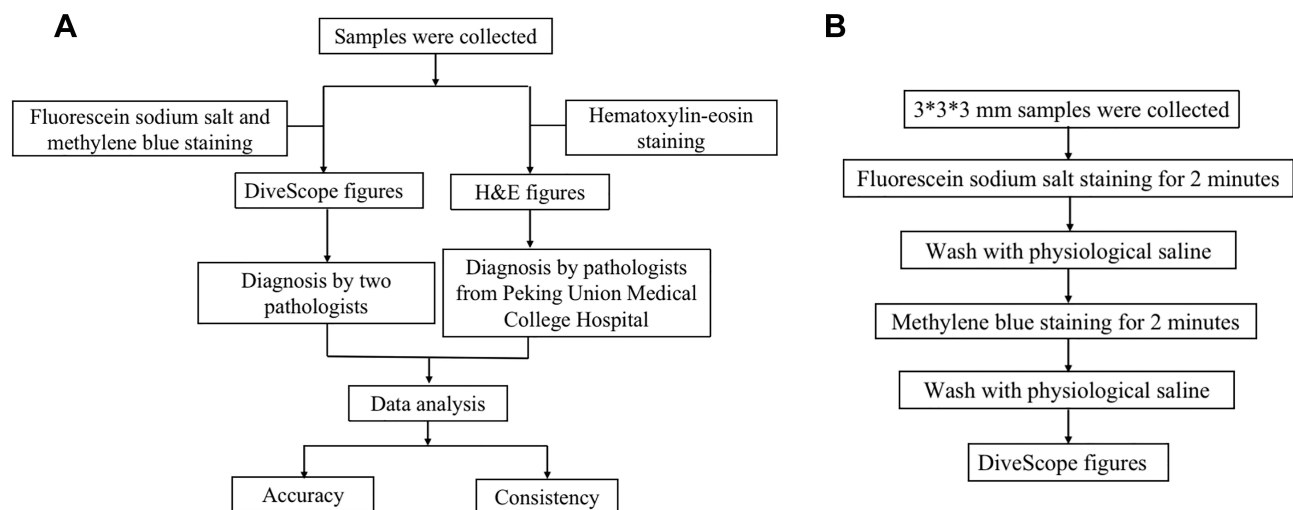 A
Samples were collected
Fluorescein sodium salt and
methylene blue staining
Hematoxylin-eosin
staining
DiveScope figures
H&E figures
Diagnosis by two
pathologists
Diagnosis by pathologists
from Peking Union Medical
College Hospital
Data analysis
Accuracy
Consistency
B
3*3*3 mm samples were collected
Fluorescein sodium salt staining for 2 minutes
Wash with physiological saline
Methylene blue staining for 2 minutes
Wash with physiological saline
DiveScope figures